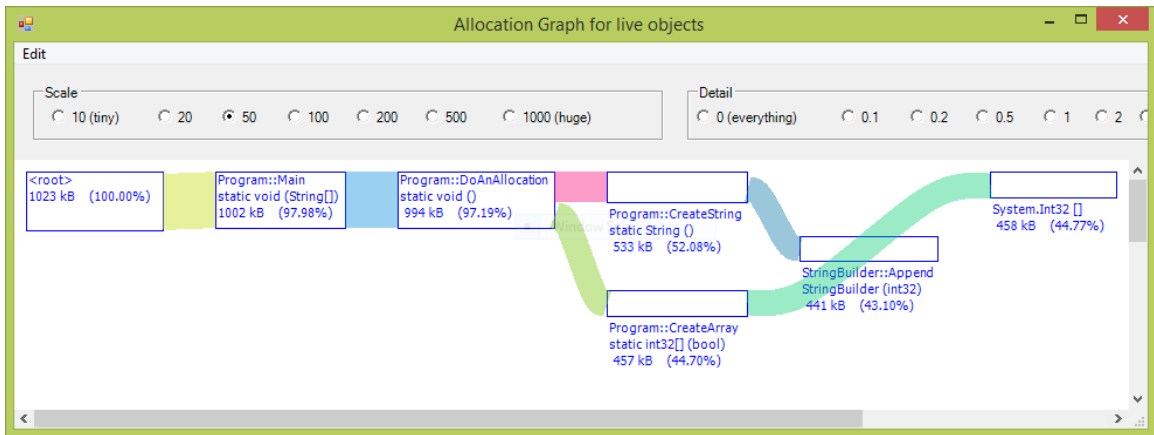 Allocation Graph for live objects
Edit
Scale
10 (tiny) 20 50 100 200 500 1000 (huge)
Detail
0 (everything) 0.1 0.2 0.5 1 2
<root>
1023 kB (100.00%)
Program::Main
static void (String[])
1002 kB (97.98%)
Program::DoAnAllocation
static void ()
994 kB (97.19%)
Program::CreateString
static String ()
533 kB (52.08%)
Program::CreateArray
static int32[] (bool)
457 kB (44.70%)
StringBuilder::Append
StringBuilder (int32)
441 kB (43.10%)
System.Int32 []
458 kB (44.77%)